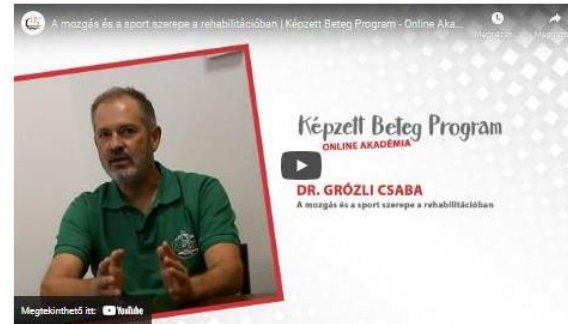 A mozgás és a sport szerepe a rehabilitációban | Képzett Beteg Program - Online Aka...
Képzett Beteg Program
ONLINE AKADÉMIA
DR. GRÓZLI CSABA
A mozgás és a sport szerepe a rehabilitációban
Megtekinthető itt: YouTube